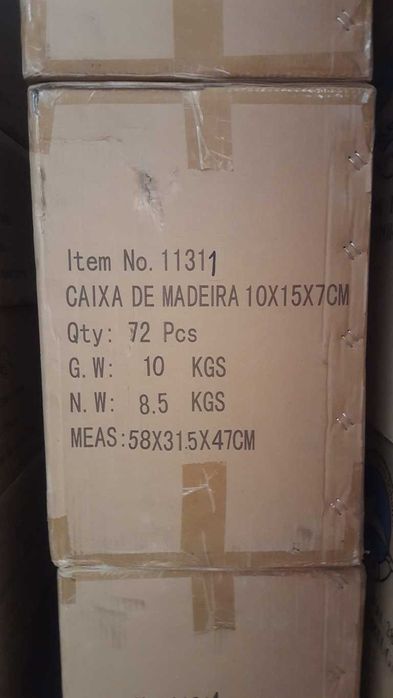 Item No. 11311
CAIXA DE MADEIRA 10X15X7CM
Qty: 72 Pcs
G.W: 10 KGS
N.W: 8.5 KGS
MEAS:58X31.5X47CM